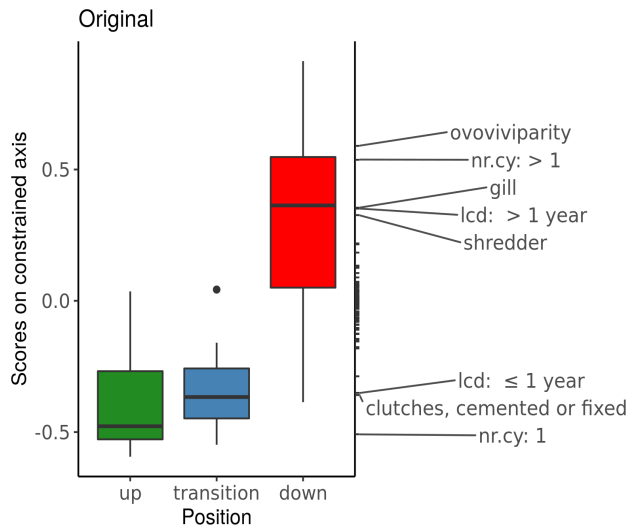 Original
Scores on constrained axis
0.5
0.0
-0.5
up transition down
Position
ovoviviparity
nr.cy: > 1
gill
lcd: > 1 year
shredder
lcd: ≤ 1 year
clutches, cemented or fixed
nr.cy: 1